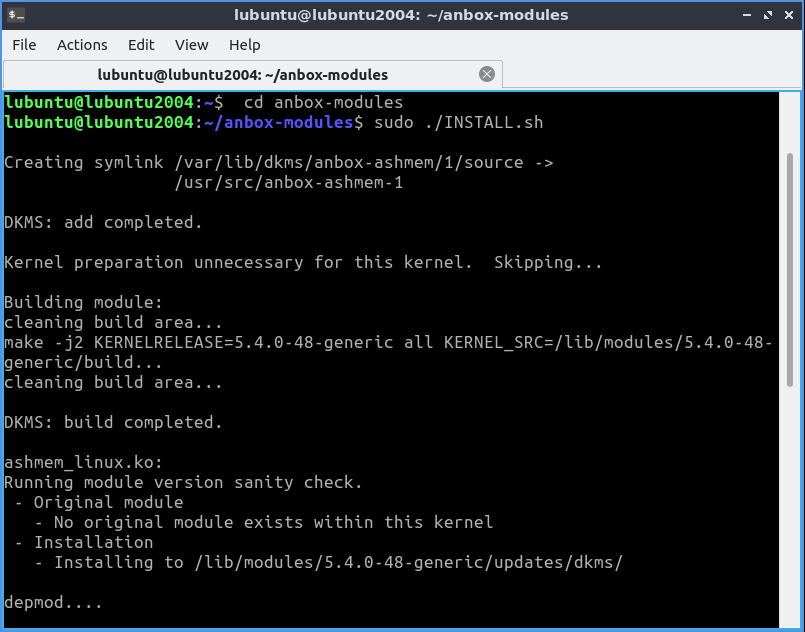 lubuntu@lubuntu2004: ~/anbox-modules
File Actions Edit View Help
lubuntu@lubuntu2004: ~/anbox-modules
lubuntu@lubuntu2004:~$  cd anbox-modules
lubuntu@lubuntu2004:~/anbox-modules$ sudo ./INSTALL.sh
Creating symlink /var/lib/dkms/anbox-ashmem/1/source ->
                 /usr/src/anbox-ashmem-1
DKMS: add completed.
Kernel preparation unnecessary for this kernel.  Skipping...
Building module:
cleaning build area...
make -j2 KERNELRELEASE=5.4.0-48-generic all KERNEL_SRC=/lib/modules/5.4.0-48-
generic/build...
cleaning build area...
DKMS: build completed.
ashmem_linux.ko:
Running module version sanity check.
 - Original module
   - No original module exists within this kernel
 - Installation
   - Installing to /lib/modules/5.4.0-48-generic/updates/dkms/
depmod....